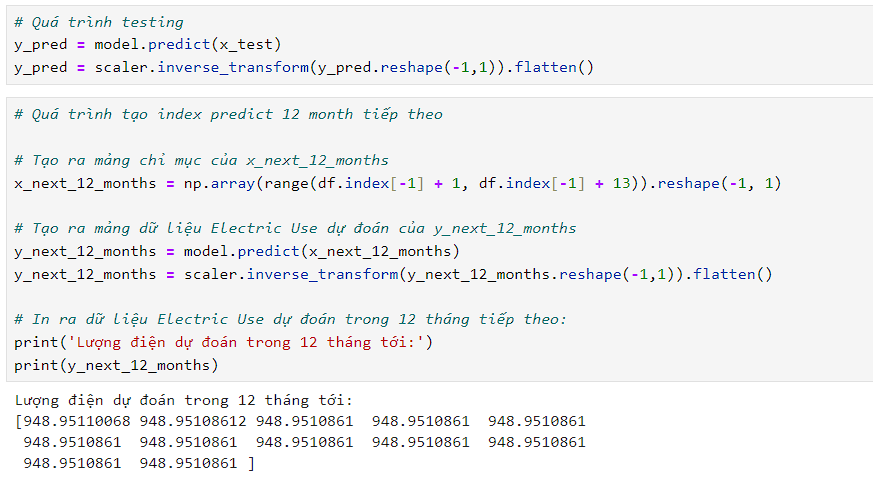 # Quá trình testing
y_pred = model.predict(x_test)
y_pred = scaler.inverse_transform(y_pred.reshape(-1,1)).flatten()
# Quá trình tạo index predict 12 month tiếp theo
# Tạo ra mảng chỉ mục của x_next_12_months
x_next_12_months = np.array(range(df.index[-1] + 1, df.index[-1] + 13)).reshape(-1, 1)
# Tạo ra mảng dữ liệu Electric Use dự đoán của y_next_12_months
y_next_12_months = model.predict(x_next_12_months)
y_next_12_months = scaler.inverse_transform(y_next_12_months.reshape(-1,1)).flatten()
# In ra dữ liệu Electric Use dự đoán trong 12 tháng tiếp theo:
print('Lượng điện dự đoán trong 12 tháng tới:')
print(y_next_12_months)
Lượng điện dự đoán trong 12 tháng tới:
[948.95110068 948.95108612 948.9510861  948.9510861  948.9510861
 948.9510861  948.9510861  948.9510861  948.9510861  948.9510861
 948.9510861  948.9510861 ]